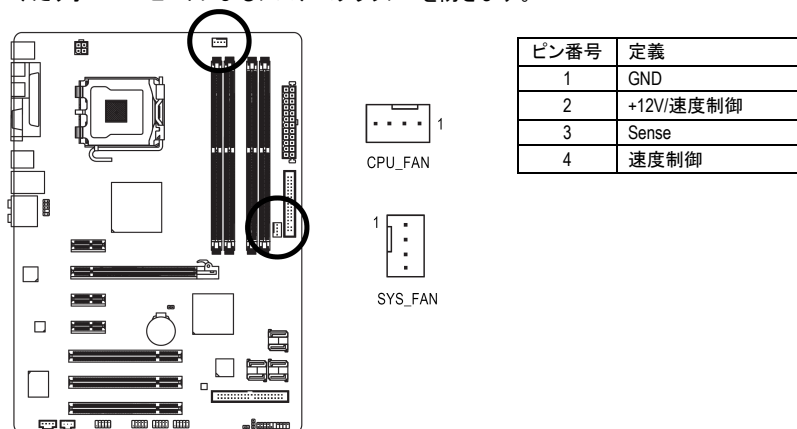 ピン番号 定義
1 GND
2 +12V/速度制御
3 Sense
4 速度制御
1
CPU_FAN
1
SYS_FAN